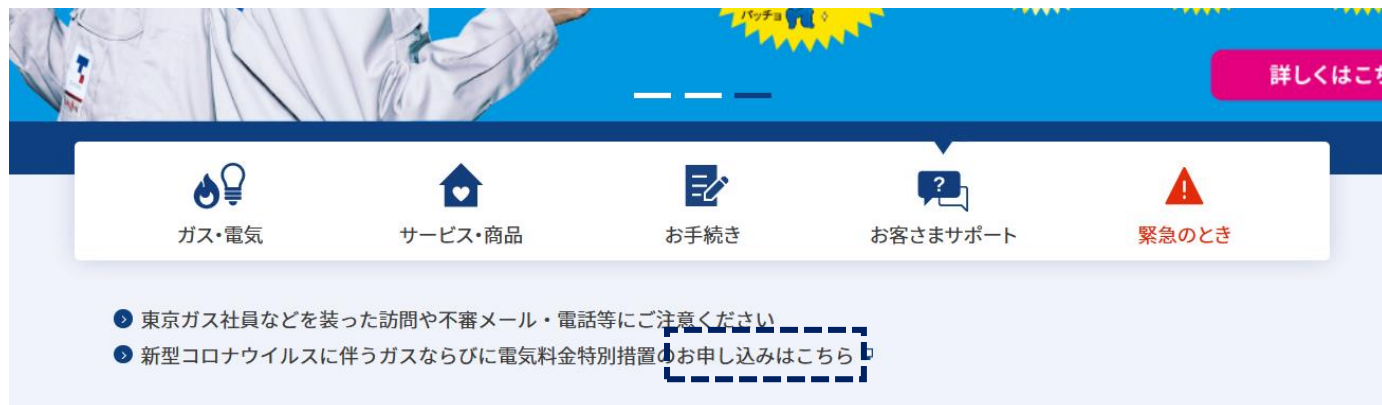 パッチョ
詳しくはこ
ガス・電気
サービス・商品
お手続き
お客さまサポート
緊急のとき
東京ガス社員などを装った訪問や不審メール・電話等にご注意ください
新型コロナウイルスに伴うガスならびに電気料金特別措置のお申し込みはこちら